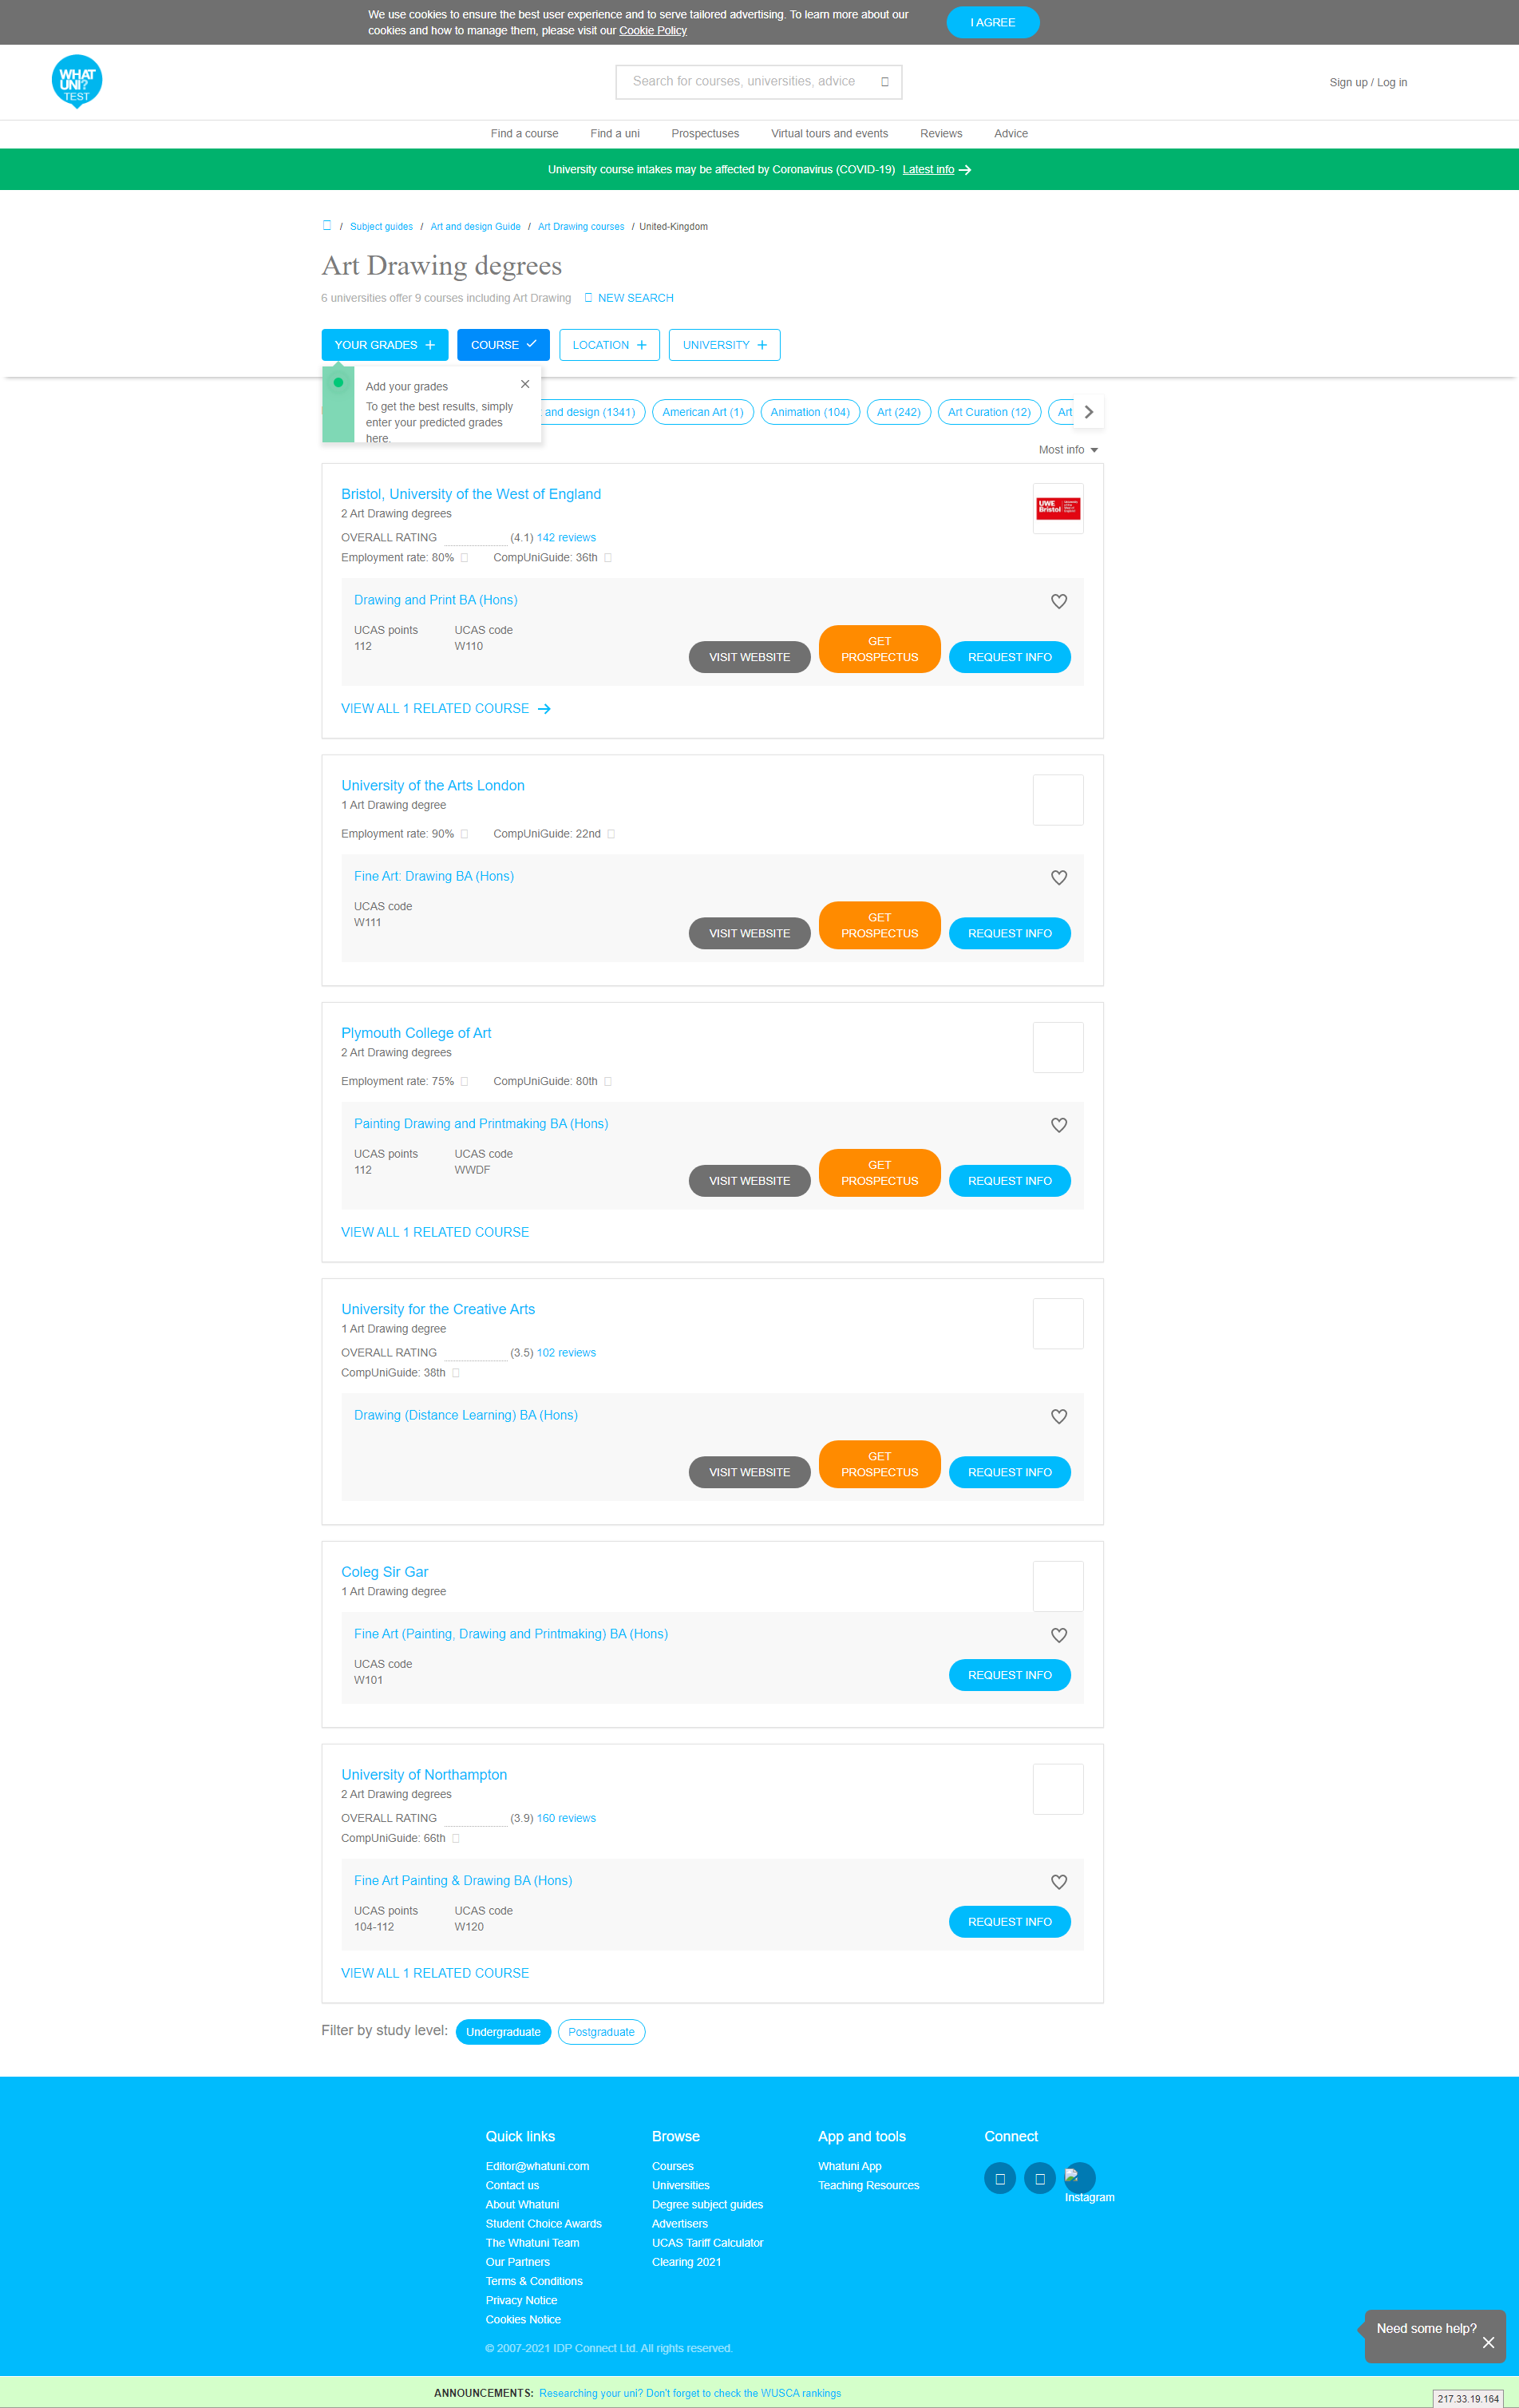 We use cookies to ensure the best user experience and to serve tailored advertising. To learn more about our
cookies and how to manage them, please visit our Cookie Policy
I AGREE
WHAT
UNI?
TEST
Search for courses, universities, advice
Sign up / Log in
Find a course Find a uni Prospectuses Virtual tours and events Reviews Advice
University course intakes may be affected by Coronavirus (COVID-19) Latest info
/ Subject guides / Art and design Guide / Art Drawing courses / United-Kingdom
Art Drawing degrees
6 universities offer 9 courses including Art Drawing NEW SEARCH
YOUR GRADES COURSE LOCATION UNIVERSITY
Add your grades
To get the best results, simply
enter your predicted grades
here.
and design (1341) American Art (1) Animation (104) Art (242) Art Curation (12) Art
Most info
Bristol, University of the West of England
2 Art Drawing degrees
OVERALL RATING (4.1) 142 reviews
Employment rate: 80% CompUniGuide: 36th
UWE
Bristol
Drawing and Print BA (Hons)
UCAS points UCAS code
112 W110
VISIT WEBSITE GET PROSPECTUS REQUEST INFO
VIEW ALL 1 RELATED COURSE
University of the Arts London
1 Art Drawing degree
Employment rate: 90% CompUniGuide: 22nd
Fine Art: Drawing BA (Hons)
UCAS code
W111
VISIT WEBSITE GET PROSPECTUS REQUEST INFO
Plymouth College of Art
2 Art Drawing degrees
Employment rate: 75% CompUniGuide: 80th
Painting Drawing and Printmaking BA (Hons)
UCAS points UCAS code
112 WWDF
VISIT WEBSITE GET PROSPECTUS REQUEST INFO
VIEW ALL 1 RELATED COURSE
University for the Creative Arts
1 Art Drawing degree
OVERALL RATING (3.5) 102 reviews
CompUniGuide: 38th
Drawing (Distance Learning) BA (Hons)
VISIT WEBSITE GET PROSPECTUS REQUEST INFO
Coleg Sir Gar
1 Art Drawing degree
Fine Art (Painting, Drawing and Printmaking) BA (Hons)
UCAS code
W101
REQUEST INFO
University of Northampton
2 Art Drawing degrees
OVERALL RATING (3.9) 160 reviews
CompUniGuide: 66th
Fine Art Painting & Drawing BA (Hons)
UCAS points UCAS code
104-112 W120
REQUEST INFO
VIEW ALL 1 RELATED COURSE
Filter by study level: Undergraduate Postgraduate
Quick links
Editor@whatuni.com
Contact us
About Whatuni
Student Choice Awards
The Whatuni Team
Our Partners
Terms & Conditions
Privacy Notice
Cookies Notice
Browse
Courses
Universities
Degree subject guides
Advertisers
UCAS Tariff Calculator
Clearing 2021
App and tools
Whatuni App
Teaching Resources
Connect
Instagram
© 2007-2021 IDP Connect Ltd. All rights reserved.
Need some help?
ANNOUNCEMENTS: Researching your uni? Don't forget to check the WUSCA rankings
217.33.19.164